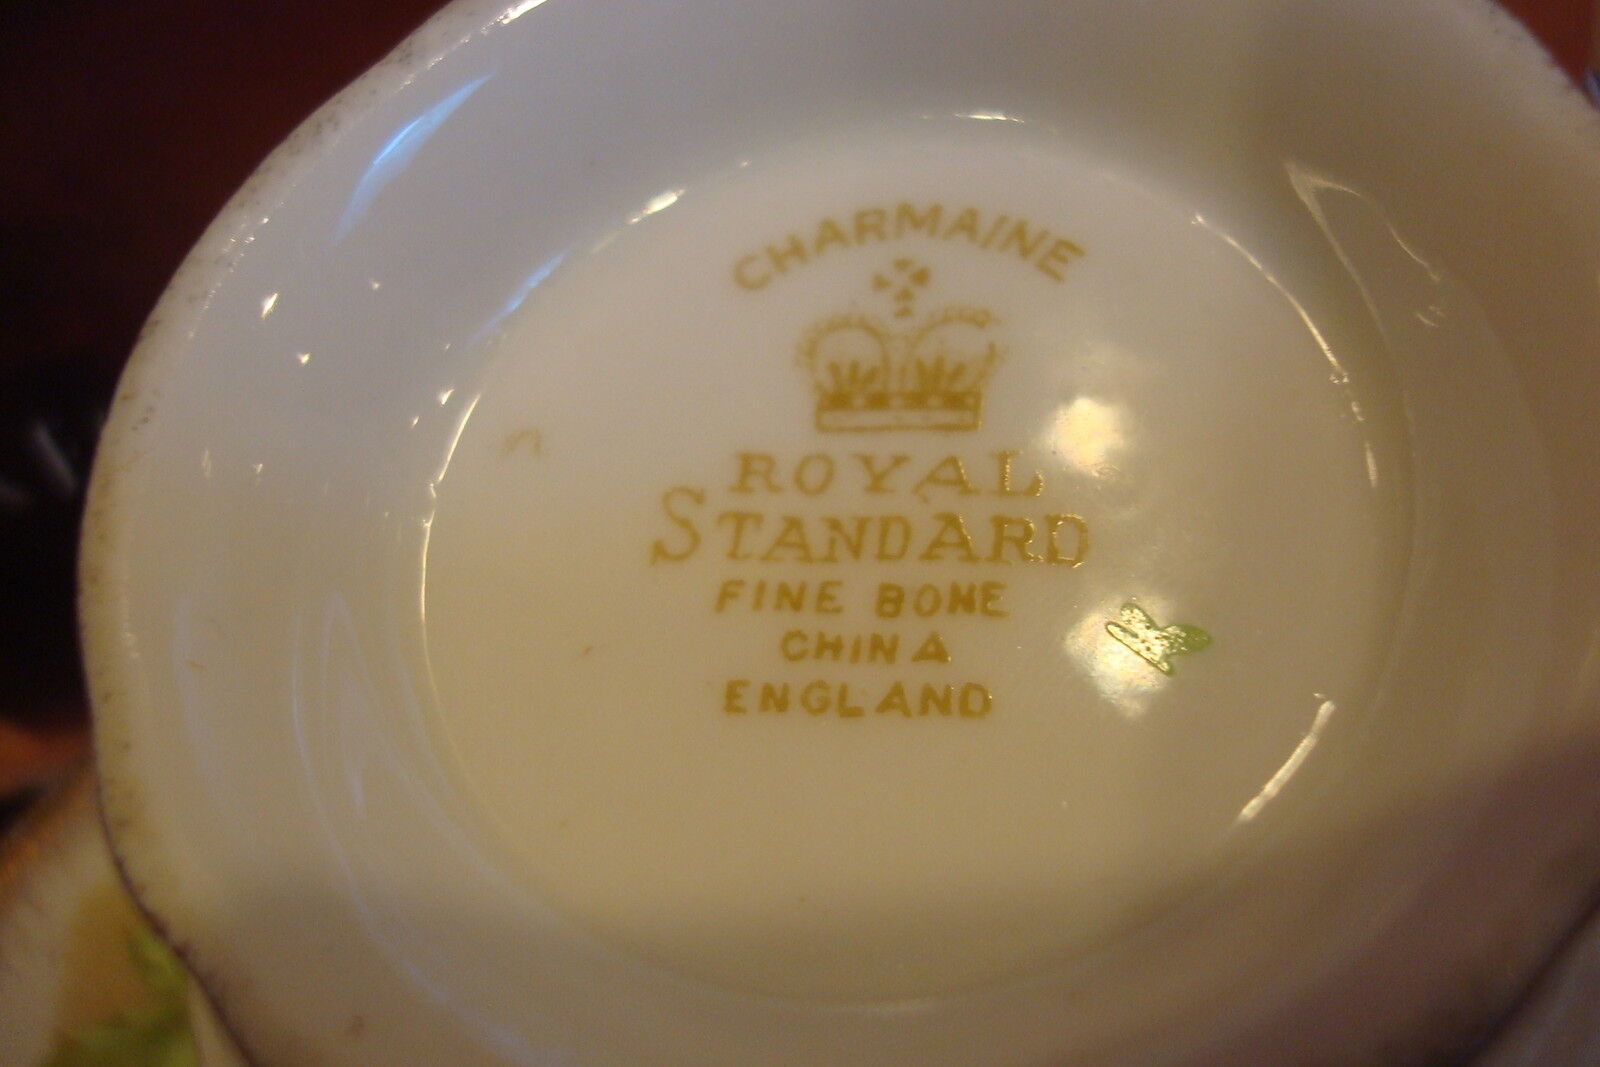 CHARMAINE
ROYAL
STANDARD
FINE BONE
CHINA
ENGLAND